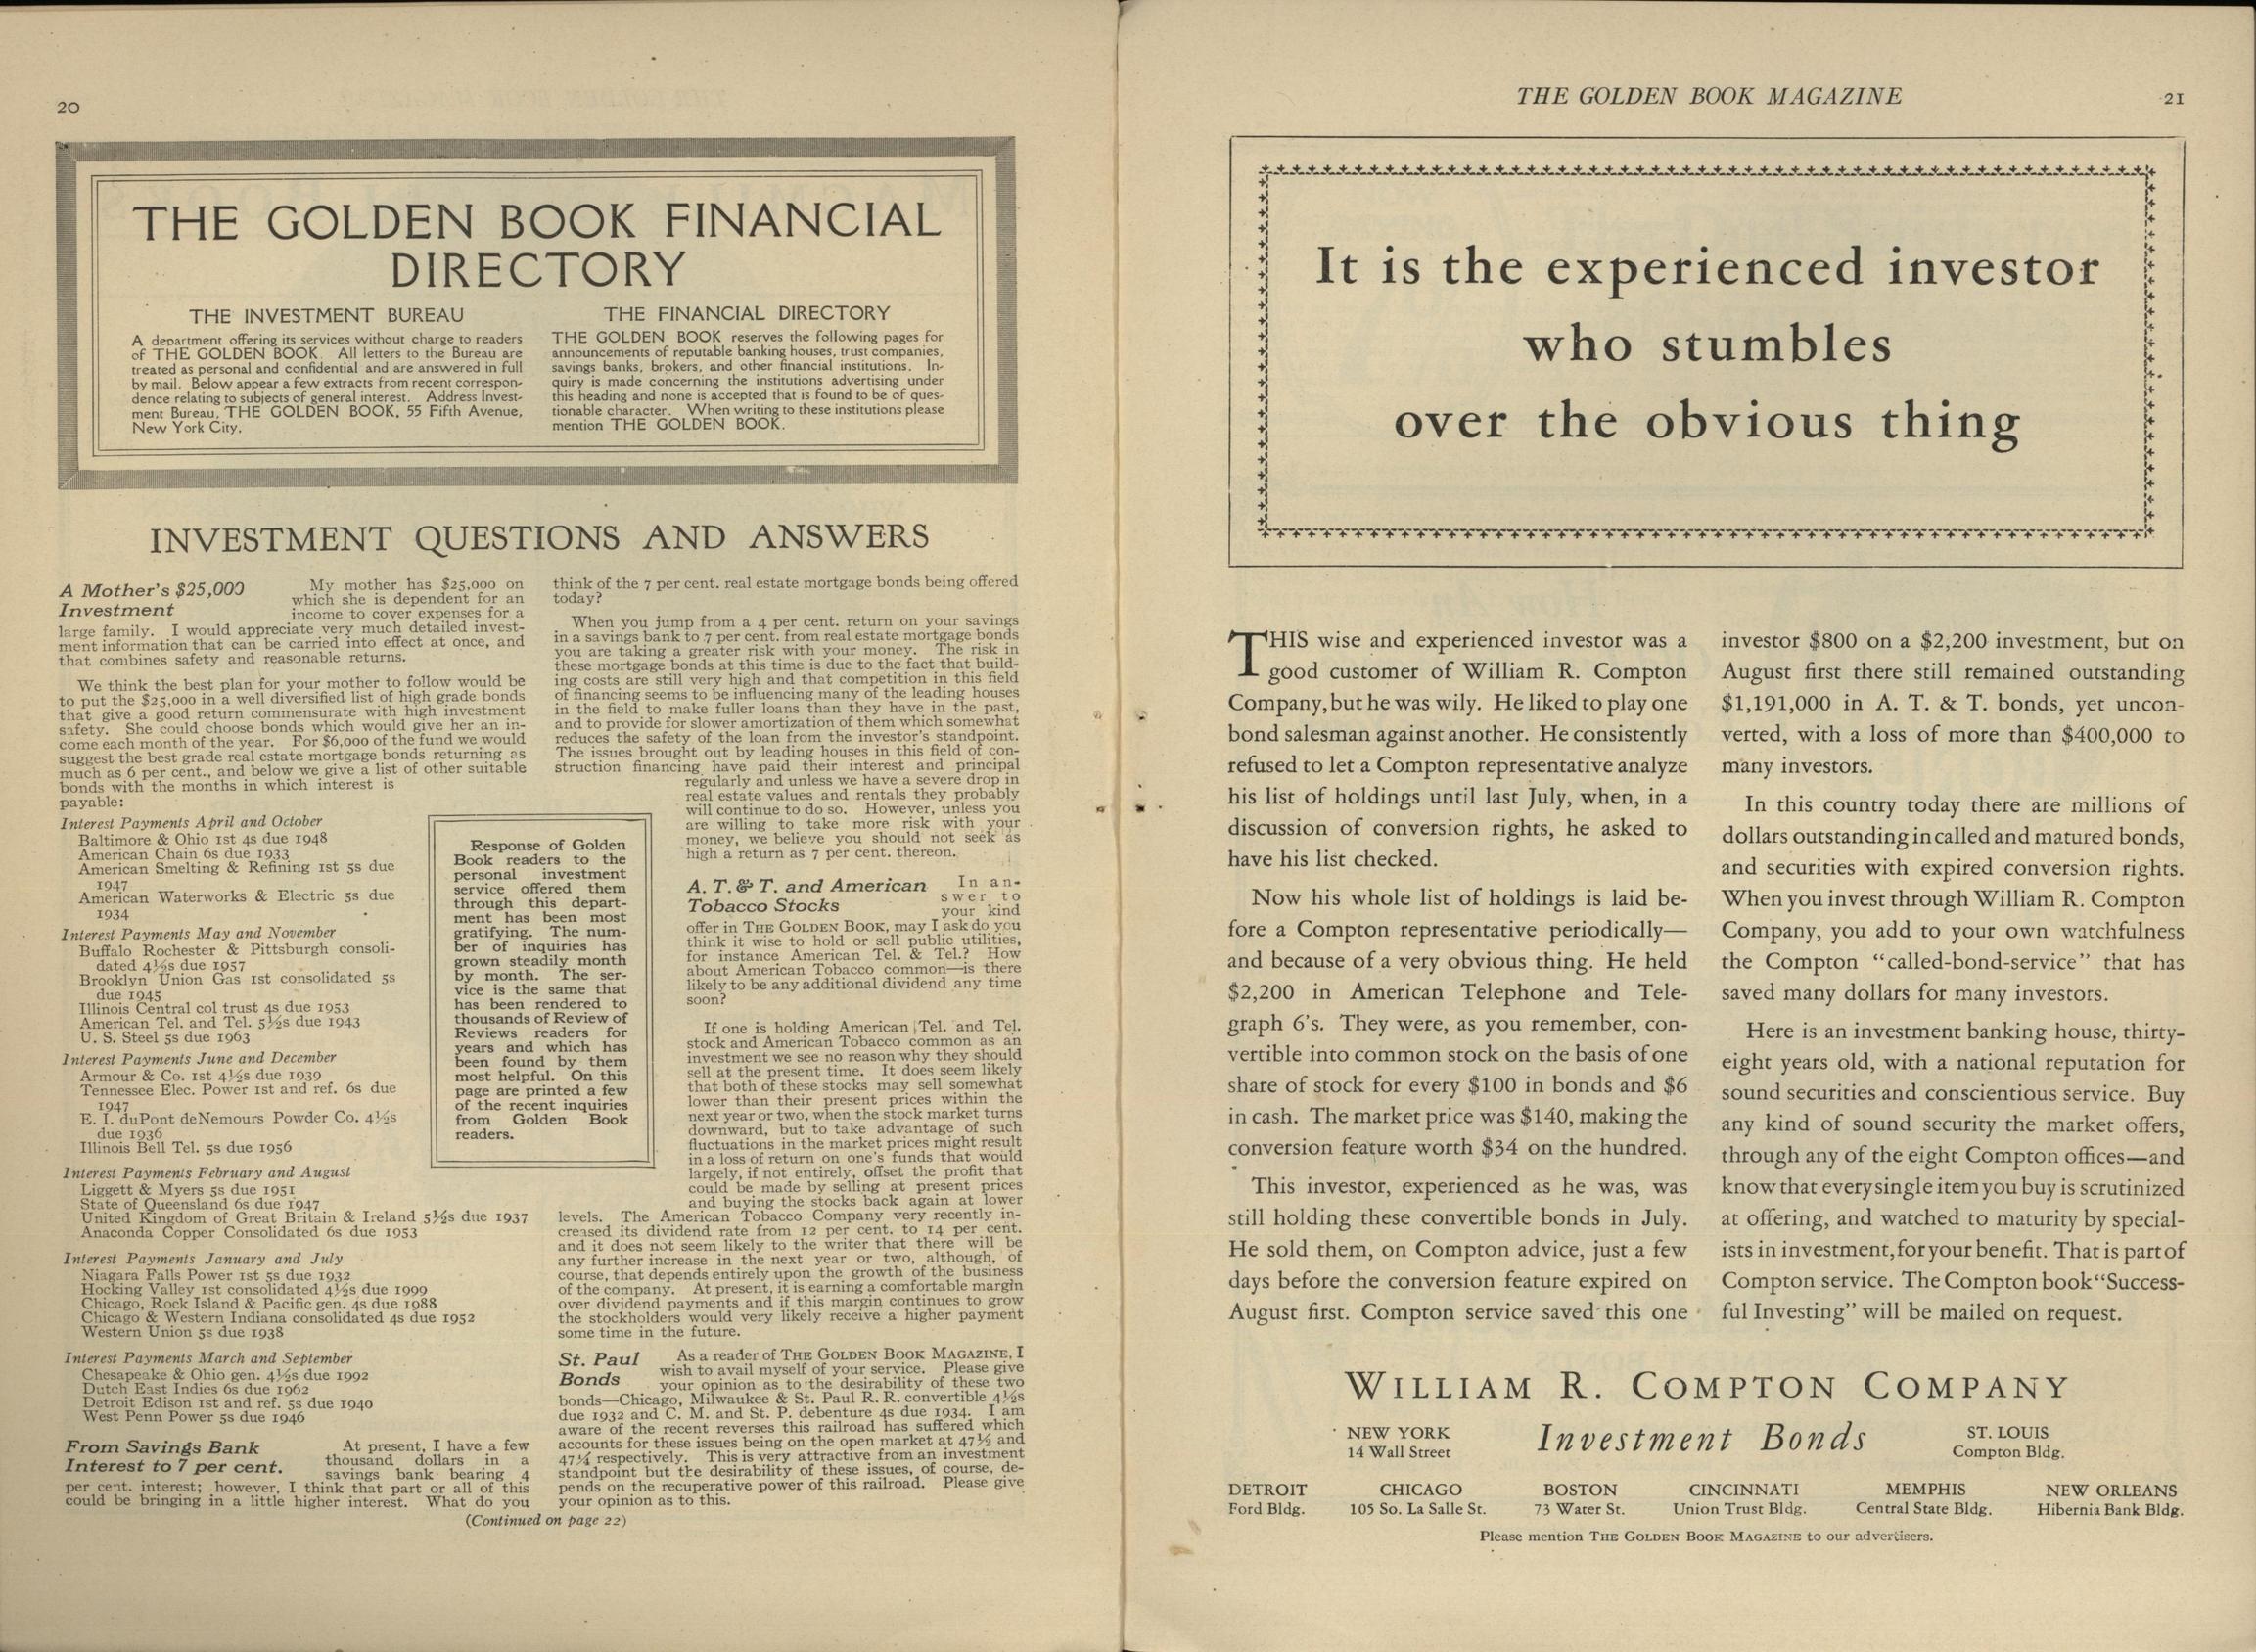 20
THE GOLDEN BOOK FINANCIAL
DIRECTORY
THE INVESTMENT BUREAU
A department offering its services without charge to readers
of THE GOLDEN BOOK. All letters to the Bureau are
treated as personal and confidential and are answered in full
by mail. Below appear a few extracts from recent correspon-
dence relating to subjects of general interest. Address Invest-
ment Bureau, THE GOLDEN BOOK, 55 Fifth Avenue,
New York City.
THE FINANCIAL DIRECTORY
THE GOLDEN BOOK reserves the following pages for
announcements of reputable banking houses, trust companies,
savings banks, brokers, and other financial institutions. In-
quiry is made concerning the institutions advertising under
this heading and none is accepted that is found to be of ques-
tionable character. When writing to these institutions please
mention THE GOLDEN BOOK.
INVESTMENT QUESTIONS AND ANSWERS
A Mother's $25,000
Investment
My mother has $25,000 on
which she is dependent for an
income to cover expenses for a
large family. I would appreciate very much detailed invest-
ment information that can be carried into effect at once, and
that combines safety and reasonable returns.
We think the best plan for your mother to follow would be
to put the $25,000 in a well diversified list of high grade bonds
that give a good return commensurate with high investment
safety. She could choose bonds which would give her an in-
come each month of the year. For $6,000 of the fund we would
suggest the best grade real estate mortgage bonds returning as
much as 6 per cent., and below we give a list of other suitable
bonds with the months in which interest is
payable:
Interest Payments April and October
Baltimore & Ohio 1st 4s due 1948
American Chain 6s due 1933
American Smelting & Refining 1st 5s due
1947
American Waterworks & Electric 5s due
1934
Interest Payments May and November
Buffalo Rochester & Pittsburgh consoli-
dated 4½s due 1957
Brooklyn Union Gas 1st consolidated 5s
due 1945
Illinois Central col trust 4s due 1953
American Tel. and Tel. 5½s due 1943
U. S. Steel 5s due 1963
Interest Payments June and December
Armour & Co. 1st 4½s due 1939
Tennessee Elec. Power 1st and ref. 6s due
1947
E. I. duPont deNemours Powder Co. 4½s
due 1936
Illinois Bell Tel. 5s due 1956
Interest Payments February and August
Liggett & Myers 5s due 1951
State of Queensland 6s due 1947
United Kingdom of Great Britain & Ireland 5½s due 1937
Anaconda Copper Consolidated 6s due 1953
Interest Payments January and July
Niagara Falls Power 1st 5s due 1932
Hocking Valley 1st consolidated 4½s due 1999
Chicago, Rock Island & Pacific gen. 4s due 1988
Chicago & Western Indiana consolidated 4s due 1952
Western Union 5s due 1938
Interest Payments March and September
Chesapeake & Ohio gen. 4½s due 1992
Dutch East Indies 6s due 1962
Detroit Edison 1st and ref. 5s due 1940
West Penn Power 5s due 1946
From Savings Bank
Interest to 7 per cent.
At present, I have a few
thousand dollars in a
savings bank bearing 4
per cent. interest; however, I think that part or all of this
could be bringing in a little higher interest. What do you
Response of Golden
Book readers to the
personal investment
service offered them
through this depart-
ment has been most
gratifying. The num-
ber of inquiries has
grown steadily month
by month. The ser-
vice is the same that
has been rendered to
thousands of Review of
Reviews readers for
years and which has
been found by them
most helpful. On this
page are printed a few
of the recent inquiries
from Golden Book
readers.
think of the 7 per cent. real estate mortgage bonds being offered
today?
When you jump from a 4 per cent. return on your savings
in a savings bank to 7 per cent. from real estate mortgage bonds
you are taking a greater risk with your money. The risk in
these mortgage bonds at this time is due to the fact that build-
ing costs are still very high and that competition in this field
of financing seems to be influencing many of the leading houses
in the field to make fuller loans than they have in the past,
and to provide for slower amortization of them which somewhat
reduces the safety of the loan from the investor's standpoint.
The issues brought out by leading houses in this field of con-
struction financing have paid their interest and principal
regularly and unless we have a severe drop in
real estate values and rentals they probably
will continue to do so. However, unless you
are willing to take more risk with your
money, we believe you should not seek as
high a return as 7 per cent. thereon.
A. T. & T. and American
Tobacco Stocks
In an-
swer to
your kind
offer in THE GOLDEN BOOK, may I ask do you
think it wise to hold or sell public utilities,
for instance American Tel. & Tel.? How
about American Tobacco common—is there
likely to be any additional dividend any time
soon?
If one is holding American Tel. and Tel.
stock and American Tobacco common as an
investment we see no reason why they should
sell at the present time. It does seem likely
that both of these stocks may sell somewhat
lower than their present prices within the
next year or two, when the stock market turns
downward, but to take advantage of such
fluctuations in the market prices might result
in a loss of return on one's funds that would
largely, if not entirely, offset the profit that
could be made by selling at present prices
and buying the stocks back again at lower
levels. The American Tobacco Company very recently in-
creased its dividend rate from 12 per cent. to 14 per cent.
and it does not seem likely to the writer that there will be
any further increase in the next year or two, although, of
course, that depends entirely upon the growth of the business
of the company. At present, it is earning a comfortable margin
over dividend payments and if this margin continues to grow
the stockholders would very likely receive a higher payment
some time in the future.
St. Paul
Bonds
As a reader of THE GOLDEN BOOK MAGAZINE, I
wish to avail myself of your service. Please give
your opinion as to the desirability of these two
bonds—Chicago, Milwaukee & St. Paul R. R. convertible 4½s
due 1932 and C. M. and St. P. debenture 4s due 1934. I am
aware of the recent reverses this railroad has suffered which
accounts for these issues being on the open market at 47½ and
47¼ respectively. This is very attractive from an investment
standpoint but the desirability of these issues, of course, de-
pends on the recuperative power of this railroad. Please give
your opinion as to this.
(Continued on page 22)
THE GOLDEN BOOK MAGAZINE
21
It is the experienced investor
who stumbles
over the obvious thing
THIS wise and experienced investor was a
good customer of William R. Compton
Company, but he was wily. He liked to play one
bond salesman against another. He consistently
refused to let a Compton representative analyze
his list of holdings until last July, when, in a
discussion of conversion rights, he asked to
have his list checked.
Now his whole list of holdings is laid be-
fore a Compton representative periodically—
and because of a very obvious thing. He held
$2,200 in American Telephone and Tele-
graph 6's. They were, as you remember, con-
vertible into common stock on the basis of one
share of stock for every $100 in bonds and $6
in cash. The market price was $140, making the
conversion feature worth $34 on the hundred.
This investor, experienced as he was, was
still holding these convertible bonds in July.
He sold them, on Compton advice, just a few
days before the conversion feature expired on
August first. Compton service saved this one
investor $800 on a $2,200 investment, but on
August first there still remained outstanding
$1,191,000 in A. T. & T. bonds, yet uncon-
verted, with a loss of more than $400,000 to
many investors.
In this country today there are millions of
dollars outstanding in called and matured bonds,
and securities with expired conversion rights.
When you invest through William R. Compton
Company, you add to your own watchfulness
the Compton "called-bond-service" that has
saved many dollars for many investors.
Here is an investment banking house, thirty-
eight years old, with a national reputation for
sound securities and conscientious service. Buy
any kind of sound security the market offers,
through any of the eight Compton offices—and
know that every single item you buy is scrutinized
at offering, and watched to maturity by special-
ists in investment, for your benefit. That is part of
Compton service. The Compton book "Success-
ful Investing" will be mailed on request.
WILLIAM R. COMPTON COMPANY
NEW YORK
14 Wall Street
Investment Bonds
ST. LOUIS
Compton Bldg.
DETROIT
Ford Bldg.
CHICAGO
105 So. La Salle St.
BOSTON
73 Water St.
CINCINNATI
Union Trust Bldg.
MEMPHIS
Central State Bldg.
NEW ORLEANS
Hibernia Bank Bldg.
Please mention THE GOLDEN BOOK MAGAZINE to our advertisers.